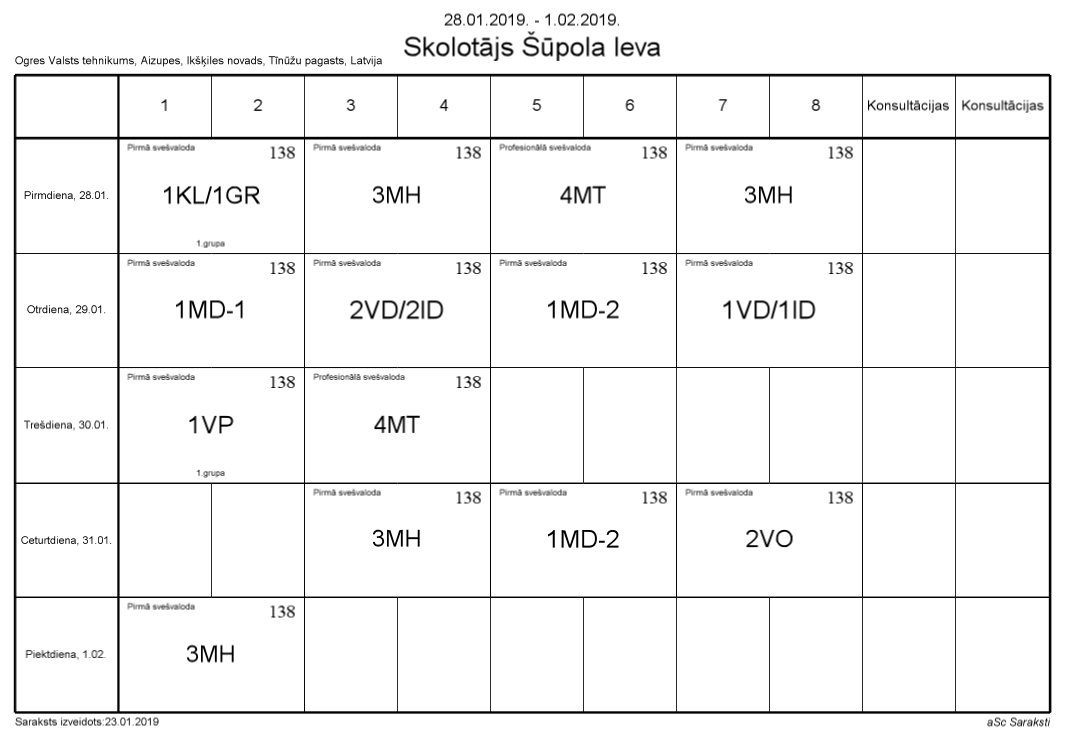 28.01.2019. - 1.02.2019.
Skolotājs Šūpola Ieva
Ogres Valsts tehnikums, Aizupes, Ikšķiles novads, Tīnūžu pagasts, Latvija
1 2 3 4 5 6 7 8 Konsultācijas Konsultācijas
Pirmā svešvaloda 138 Pirmā svešvaloda 138 Profesionālā svešvaloda 138 Pirmā svešvaloda 138
Pirmdiena, 28.01. 1KL/1GR 3MH 4MT 3MH
1.grupa
Pirmā svešvaloda 138 Pirmā svešvaloda 138 Pirmā svešvaloda 138 Pirmā svešvaloda 138
Otrdiena, 29.01. 1MD-1 2VD/2ID 1MD-2 1VD/1ID
Pirmā svešvaloda 138 Profesionālā svešvaloda 138
Trešdiena, 30.01. 1VP 4MT
1.grupa
Pirmā svešvaloda 138 Pirmā svešvaloda 138 Pirmā svešvaloda 138
Ceturtdiena, 31.01. 3MH 1MD-2 2VO
Pirmā svešvaloda 138
Piektdiena, 1.02. 3MH
Saraksts izveidots:23.01.2019 aSc Saraksti